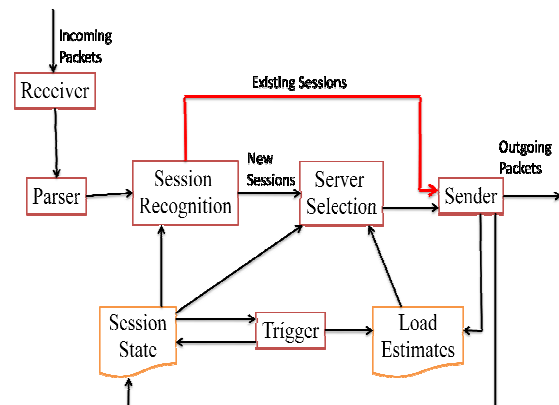 Incoming
Packets
Receiver
Existing Sessions
Outgoing
Packets
Parser
Session
Recognition
New
Sessions
Server
Selection
Sender
Session
State
Trigger
Load
Estimates